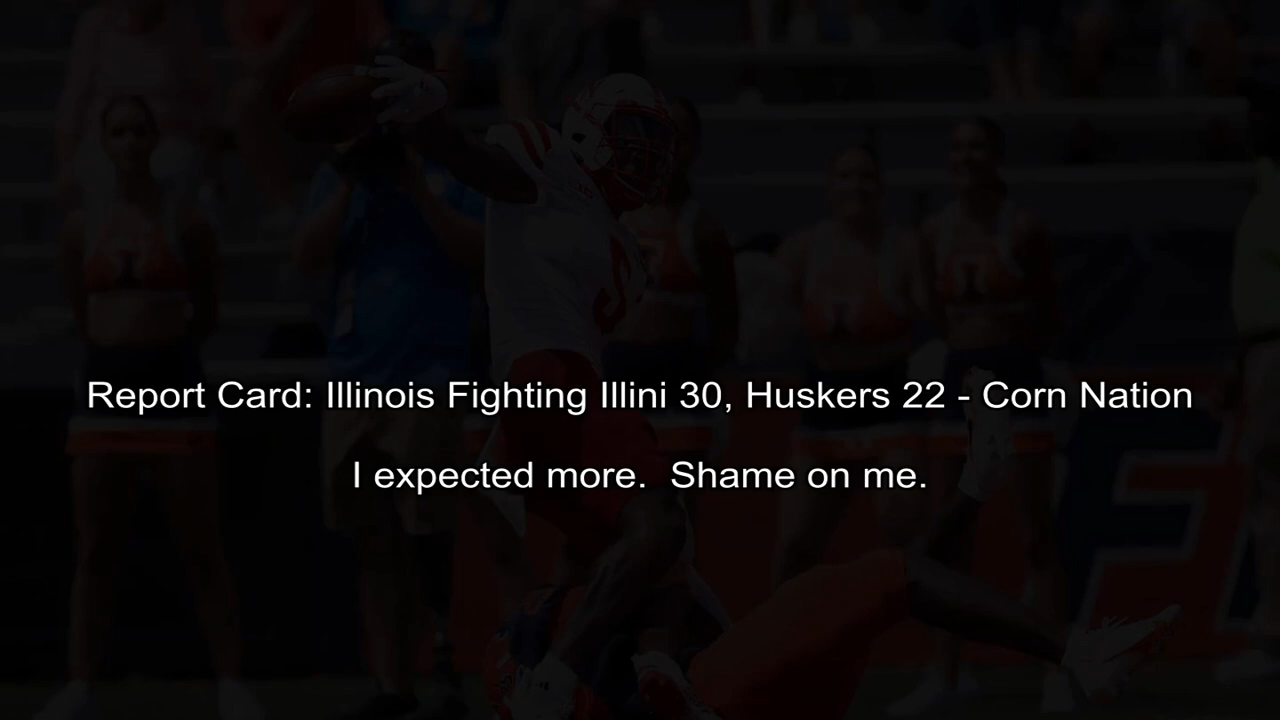 Report Card: Illinois Fighting Illini 30, Huskers 22 - Corn Nation
I expected more.  Shame on me.